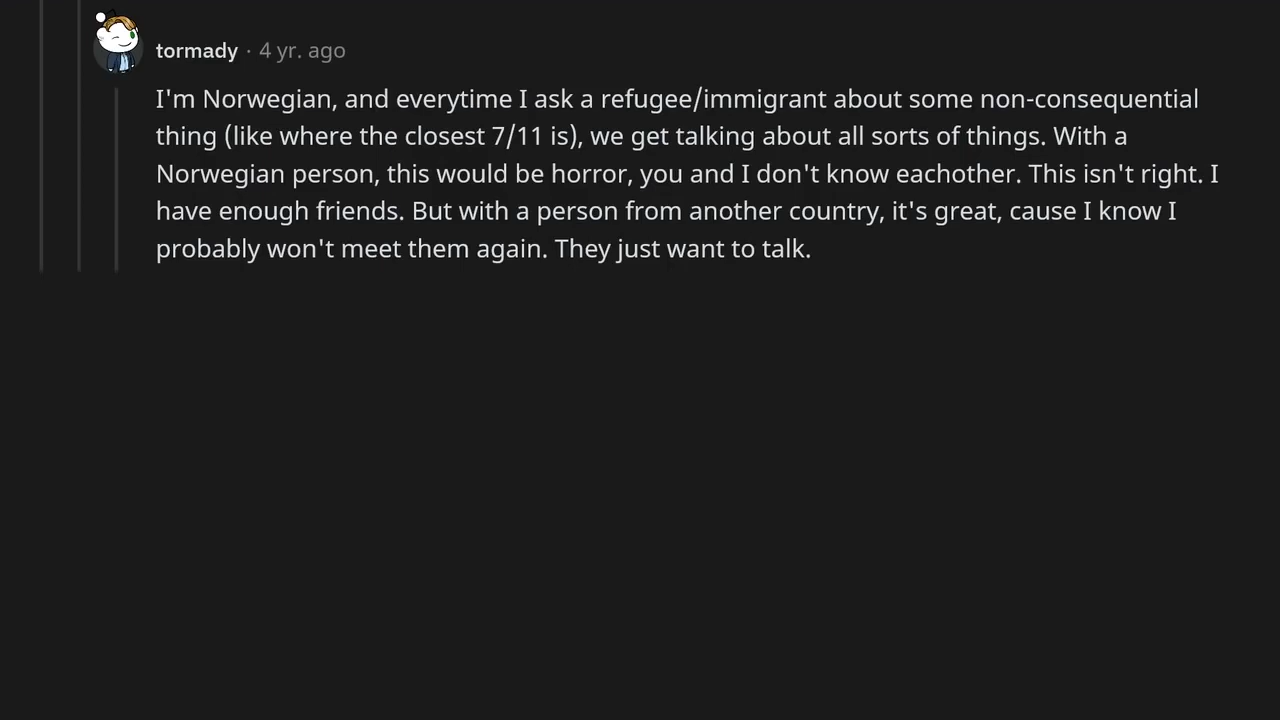 tormady · 4 yr. ago
I'm Norwegian, and everytime I ask a refugee/immigrant about some non-consequential
thing (like where the closest 7/11 is), we get talking about all sorts of things. With a
Norwegian person, this would be horror, you and I don't know eachother. This isn't right. I
have enough friends. But with a person from another country, it's great, cause I know I
probably won't meet them again. They just want to talk.